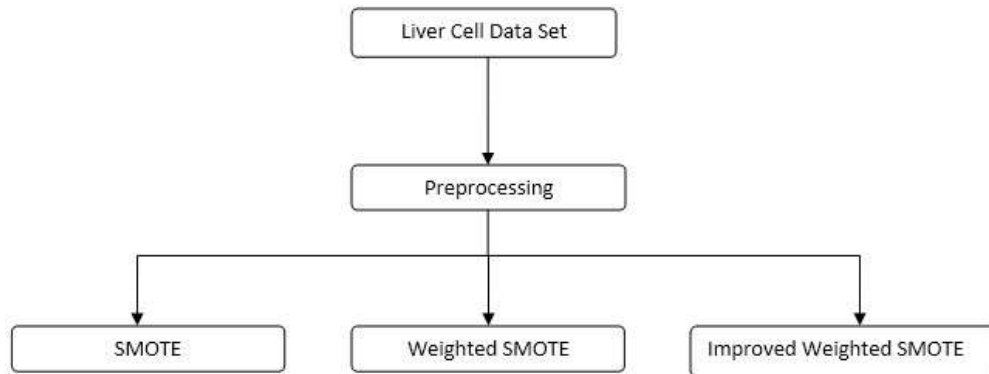 Liver Cell Data Set
Preprocessing
SMOTE
Weighted SMOTE
Improved Weighted SMOTE